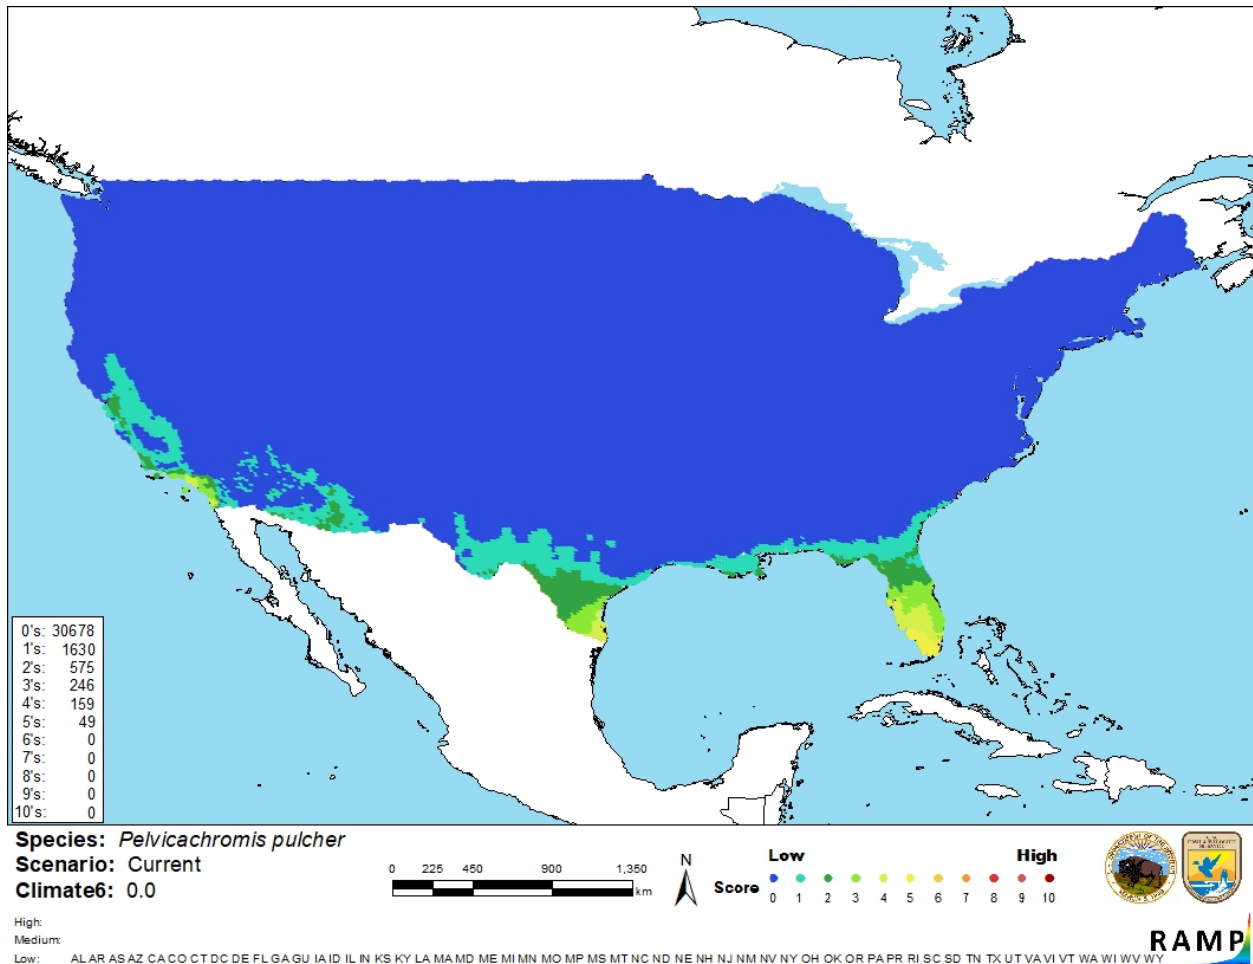 0's: 30678
1's: 1630
2's: 575
3's: 246
4's: 159
5's: 49
6's: 0
7's: 0
8's: 0
9's: 0
10's: 0
Species: Pelvicachromis pulcher
Scenario: Current
Climate6: 0.0
0 225 450 900 1,350
km
N
Low High
Score
0 1 2 3 4 5 6 7 8 9 10
High:
Medium:
Low: AL AR AS AZ CA CO CT DC DE FL GA GU IA ID IL IN KS KY LA MA MD ME MI MN MO MP MS MT NC ND NE NH NJ NM NV NY OH OK OR PA PR RI SC SD TN TX UT VA VI VT WA WI WV WY
RAMP